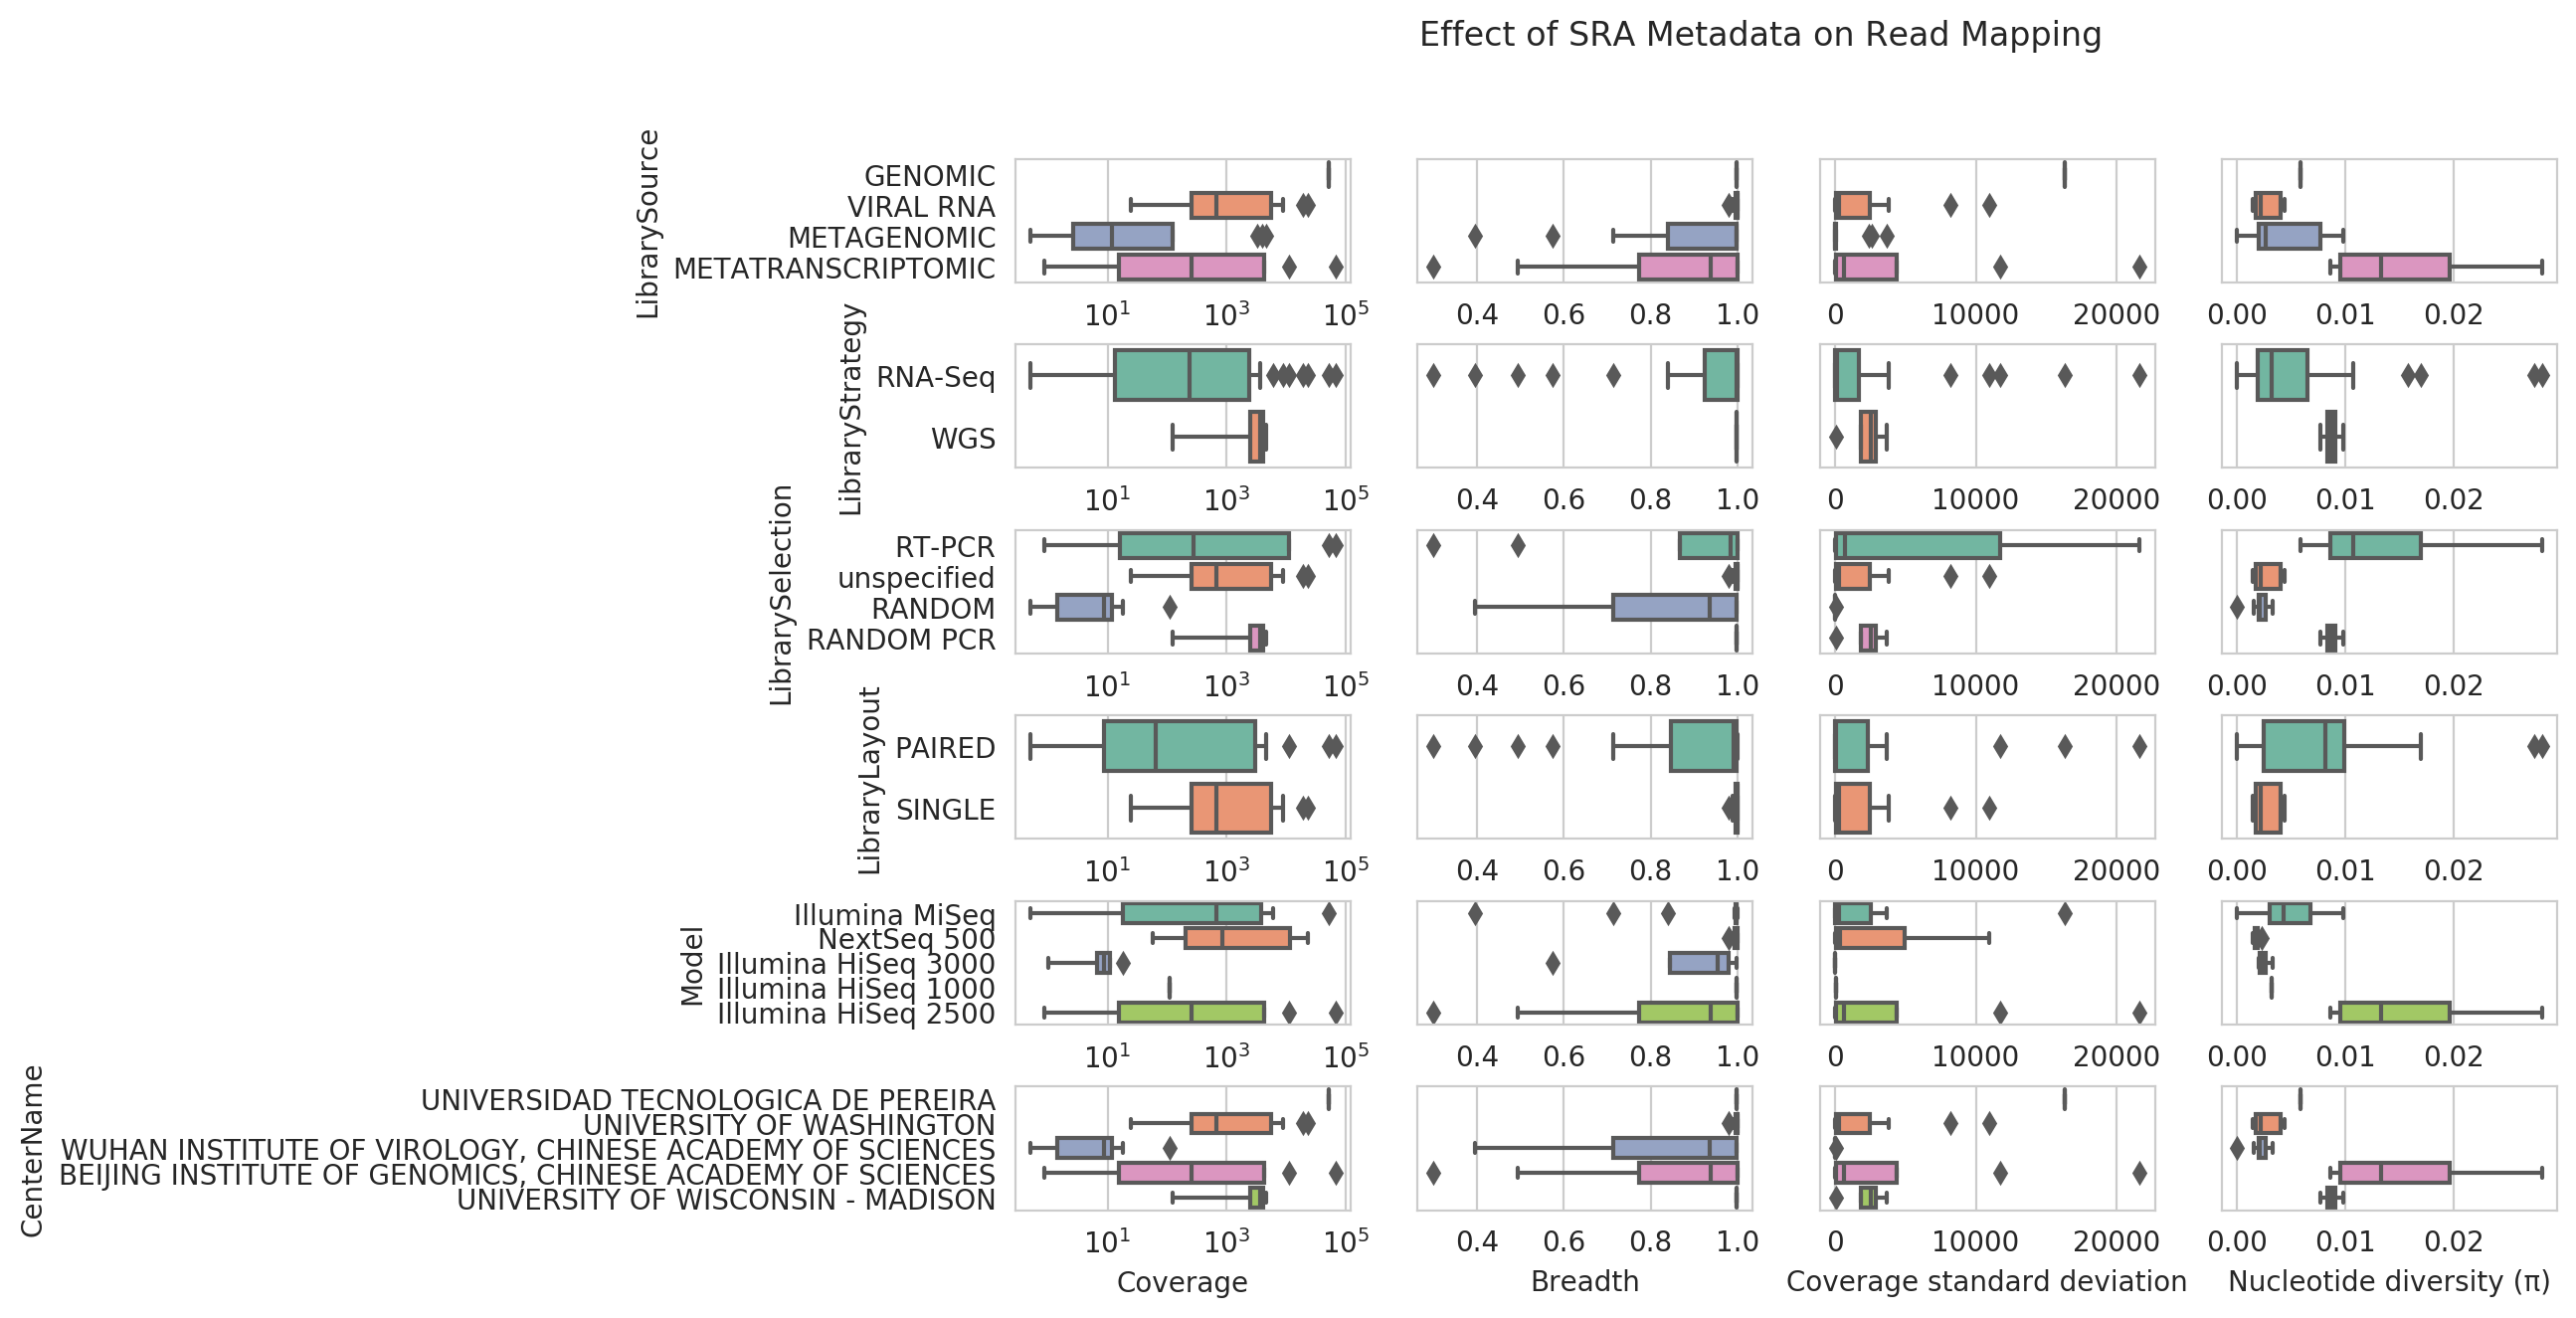 Effect of SRA Metadata on Read Mapping
LibrarySource
GENOMIC
VIRAL RNA
METAGENOMIC
METATRANSCRIPTOMIC
10¹ 10³ 10⁵ 0.4 0.6 0.8 1.0 0 10000 20000 0.00 0.01 0.02
LibraryStrategy
RNA-Seq
WGS
10¹ 10³ 10⁵ 0.4 0.6 0.8 1.0 0 10000 20000 0.00 0.01 0.02
LibrarySelection
RT-PCR
unspecified
RANDOM
RANDOM PCR
10¹ 10³ 10⁵ 0.4 0.6 0.8 1.0 0 10000 20000 0.00 0.01 0.02
LibraryLayout
PAIRED
SINGLE
10¹ 10³ 10⁵ 0.4 0.6 0.8 1.0 0 10000 20000 0.00 0.01 0.02
Model
Illumina MiSeq
NextSeq 500
Illumina HiSeq 3000
Illumina HiSeq 1000
Illumina HiSeq 2500
10¹ 10³ 10⁵ 0.4 0.6 0.8 1.0 0 10000 20000 0.00 0.01 0.02
CenterName
UNIVERSIDAD TECNOLOGICA DE PEREIRA
UNIVERSITY OF WASHINGTON
WUHAN INSTITUTE OF VIROLOGY, CHINESE ACADEMY OF SCIENCES
BEIJING INSTITUTE OF GENOMICS, CHINESE ACADEMY OF SCIENCES
UNIVERSITY OF WISCONSIN - MADISON
10¹ 10³ 10⁵ 0.4 0.6 0.8 1.0 0 10000 20000 0.00 0.01 0.02
Coverage Breadth Coverage standard deviation Nucleotide diversity (π)